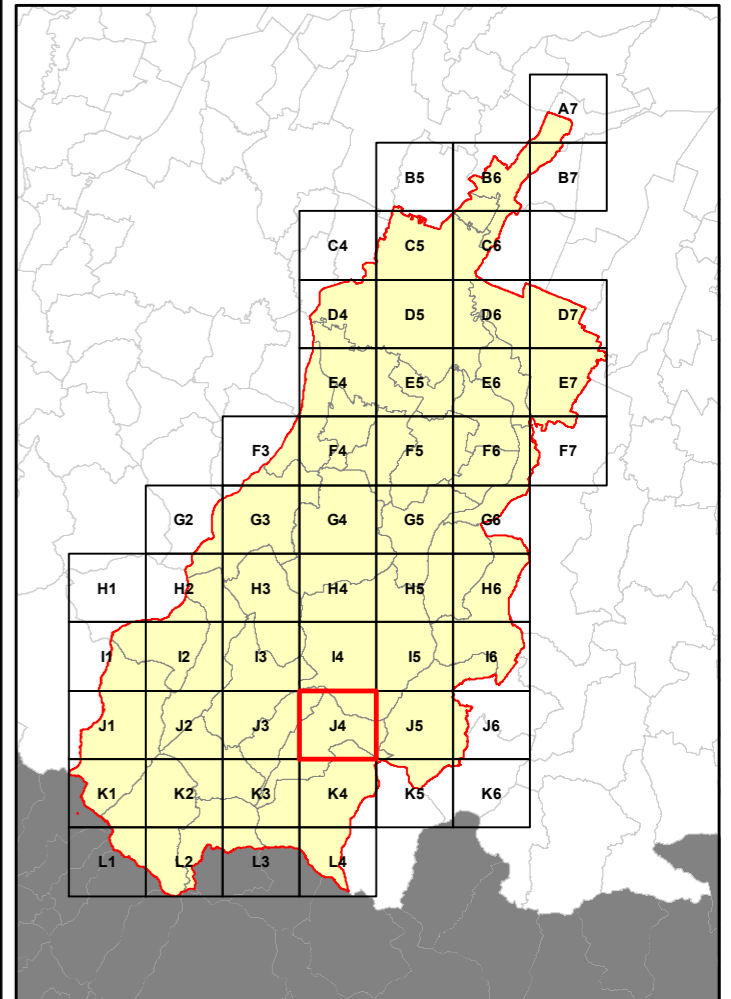 A7
B5 B6 B7
C4 C5 C6
D4 D5 D6 D7
E4 E5 E6 E7
F3 F4 F5 F6 F7
G2 G3 G4 G5 G6
H1 H2 H3 H4 H5 H6
I1 I2 I3 I4 I5 I6
J1 J2 J3 J4 J5 J6
K1 K2 K3 K4 K5 K6
L1 L2 L3 L4